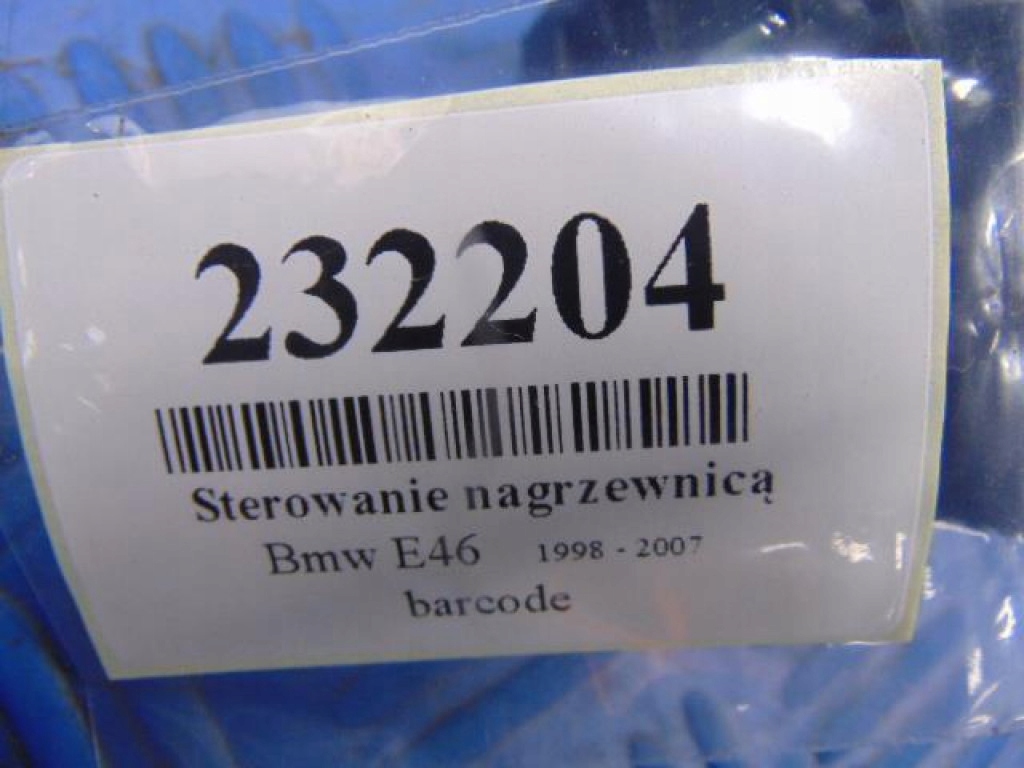 232204
Sterowanie nagrzewnicą
Bmw E46 1998 - 2007
barcode